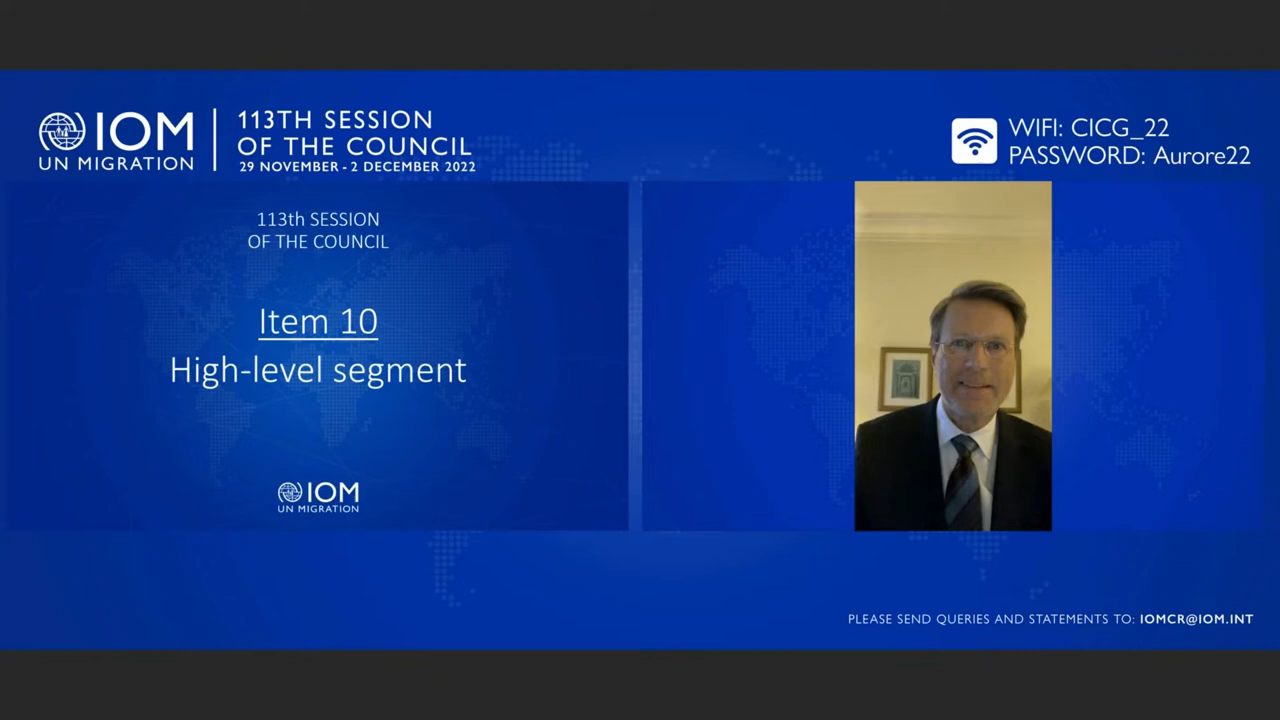 IOM
UN MIGRATION
113TH SESSION
OF THE COUNCIL
29 NOVEMBER - 2 DECEMBER 2022
WIFI: CICG_22
PASSWORD: Aurore22
113th SESSION
OF THE COUNCIL
Item 10
High-level segment
IOM
UN MIGRATION
PLEASE SEND QUERIES AND STATEMENTS TO: IOMCR@IOM.INT